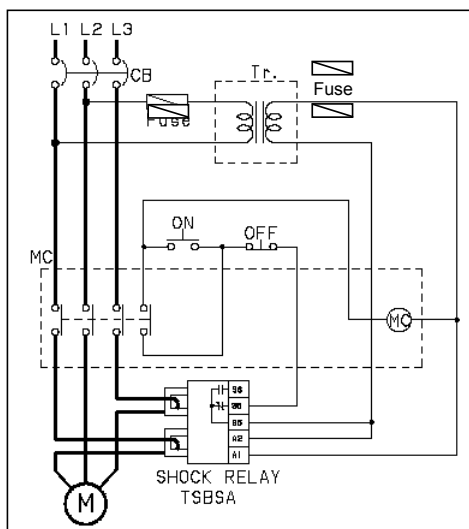 L1 L2 L3
CB
Tr.
Fuse
Fuse
ON
OFF
MC
MC
98
96
95
A2
A1
SHOCK RELAY
TSBSA
M